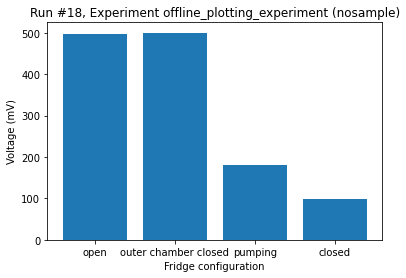 Run #18, Experiment offline_plotting_experiment (nosample)
Voltage (mV)
500
400
300
200
100
0
open outer chamber closed pumping closed
Fridge configuration